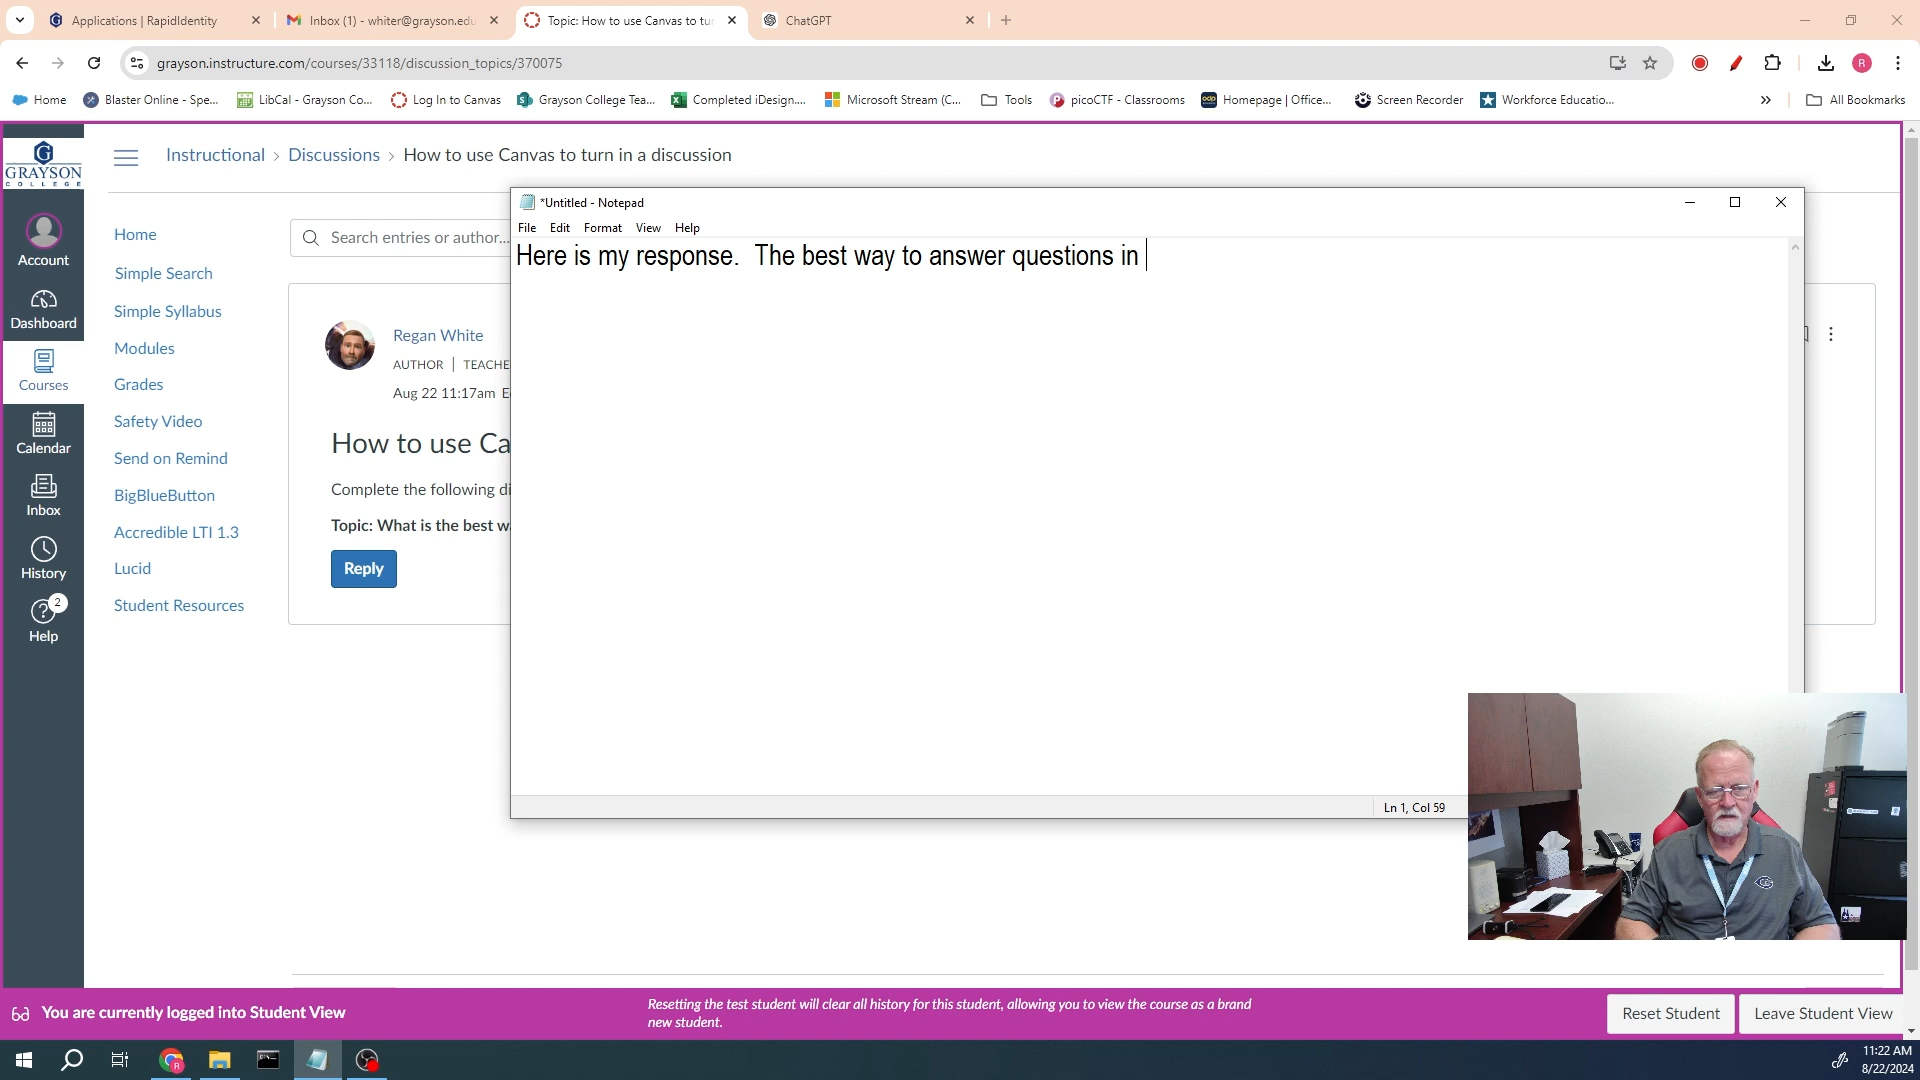 Applications | RapidIdentity
Inbox (1) - whiter@grayson.edu
Topic: How to use Canvas to tur
ChatGPT
grayson.instructure.com/courses/33118/discussion_topics/370075
R
Home
Blaster Online - Spe...
LibCal - Grayson Co...
Log In to Canvas
Grayson College Tea...
Completed iDesign....
Microsoft Stream (C...
Tools
picoCTF - Classrooms
Homepage | Office...
Screen Recorder
Workforce Educatio...
»
All Bookmarks
GRAYSON
COLLEGE
Instructional > Discussions > How to use Canvas to turn in a discussion
Account
Dashboard
Courses
Calendar
Inbox
History
2
Help
Home
Simple Search
Simple Syllabus
Modules
Grades
Safety Video
Send on Remind
BigBlueButton
Accredible LTI 1.3
Lucid
Student Resources
Search entries or author...
Regan White
AUTHOR | TEACHE
Aug 22 11:17am E
How to use Ca
Complete the following di
Topic: What is the best w
Reply
*Untitled - Notepad
File Edit Format View Help
Here is my response.  The best way to answer questions in
Ln 1, Col 59
You are currently logged into Student View
Resetting the test student will clear all history for this student, allowing you to view the course as a brand
new student.
Reset Student
Leave Student View
11:22 AM
8/22/2024